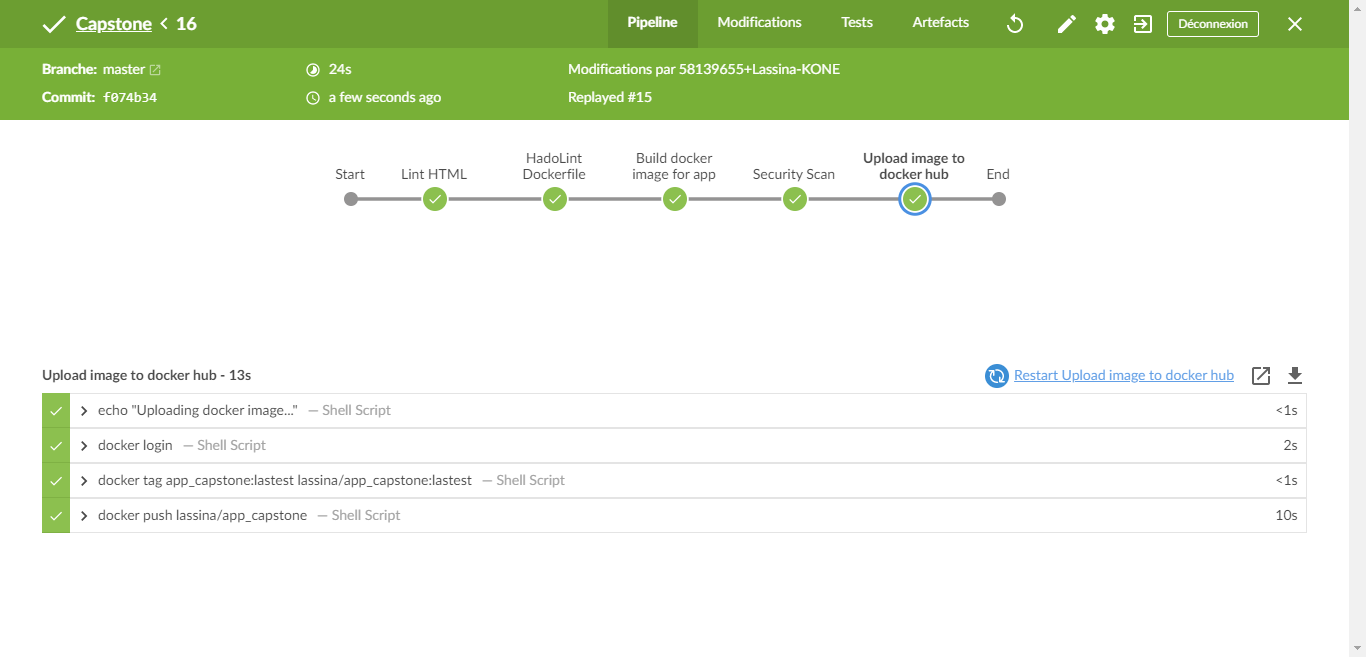 Capstone < 16
Pipeline
Modifications
Tests
Artefacts
Déconnexion
Branche: master
24s
Modifications par 58139655+Lassina-KONE
Commit: f074b34
a few seconds ago
Replayed #15
Start
Lint HTML
HadoLint
Dockerfile
Build docker
image for app
Security Scan
Upload image to
docker hub
End
Upload image to docker hub - 13s
Restart Upload image to docker hub
echo "Uploading docker image..." — Shell Script <1s
docker login — Shell Script 2s
docker tag app_capstone:lastest lassina/app_capstone:lastest — Shell Script <1s
docker push lassina/app_capstone — Shell Script 10s